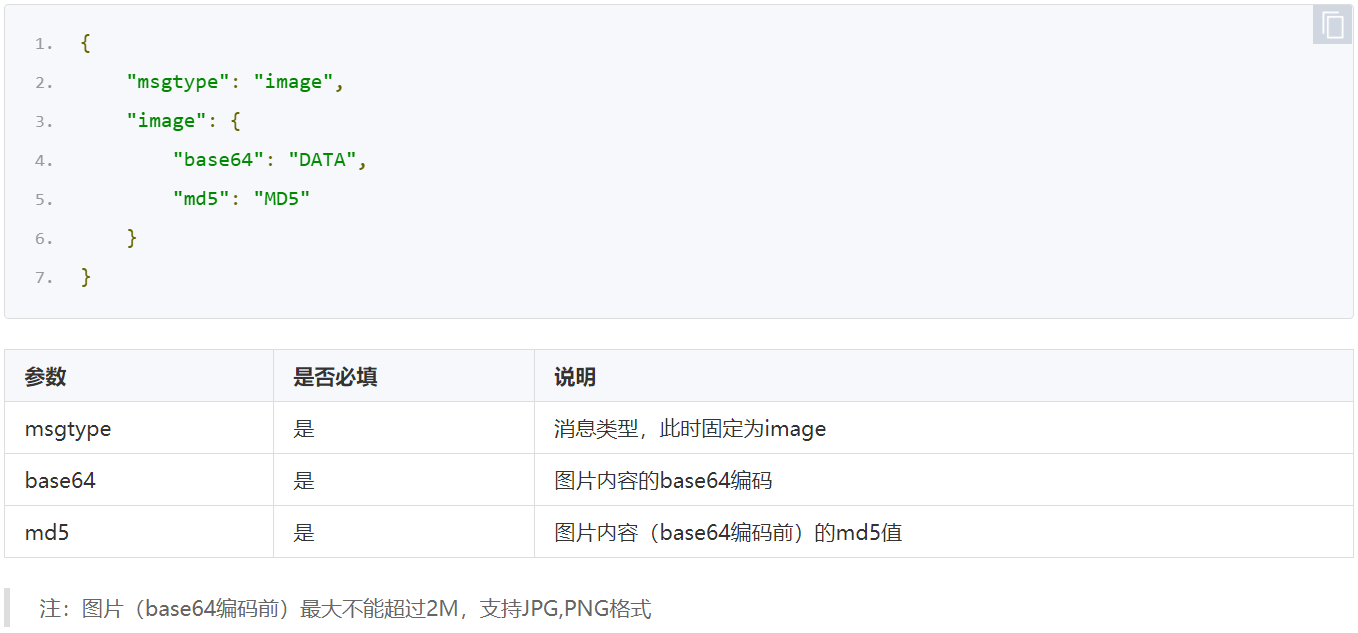 1. {
2.     "msgtype": "image",
3.     "image": {
4.         "base64": "DATA",
5.         "md5": "MD5"
6.     }
7. }
参数 是否必填 说明
msgtype 是 消息类型，此时固定为image
base64 是 图片内容的base64编码
md5 是 图片内容（base64编码前）的md5值
注：图片（base64编码前）最大不能超过2M，支持JPG,PNG格式